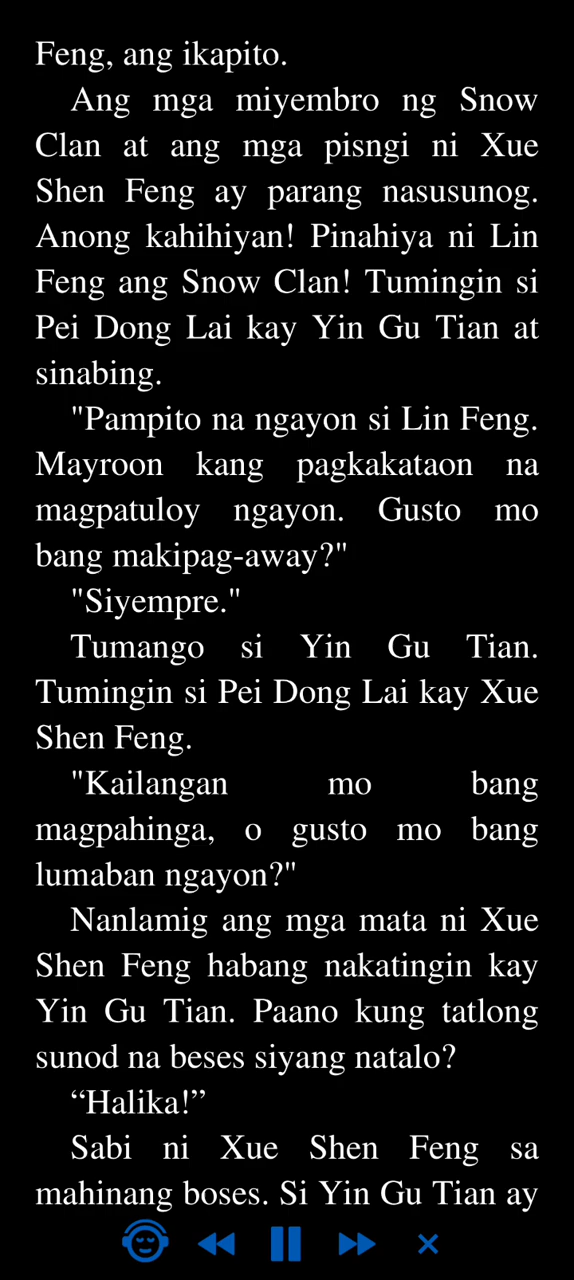 Feng, ang ikapito.
Ang mga miyembro ng Snow
Clan at ang mga pisngi ni Xue
Shen Feng ay parang nasusunog.
Anong kahihiyan! Pinahiya ni Lin
Feng ang Snow Clan! Tumingin si
Pei Dong Lai kay Yin Gu Tian at
sinabing.
"Pampito na ngayon si Lin Feng.
Mayroon kang pagkakataon na
magpatuloy ngayon. Gusto mo
bang makipag-away?"
"Siyempre."
Tumango si Yin Gu Tian.
Tumingin si Pei Dong Lai kay Xue
Shen Feng.
"Kailangan mo bang
magpahinga, o gusto mo bang
lumaban ngayon?"
Nanlamig ang mga mata ni Xue
Shen Feng habang nakatingin kay
Yin Gu Tian. Paano kung tatlong
sunod na beses siyang natalo?
“Halika!”
Sabi ni Xue Shen Feng sa
mahinang boses. Si Yin Gu Tian ay